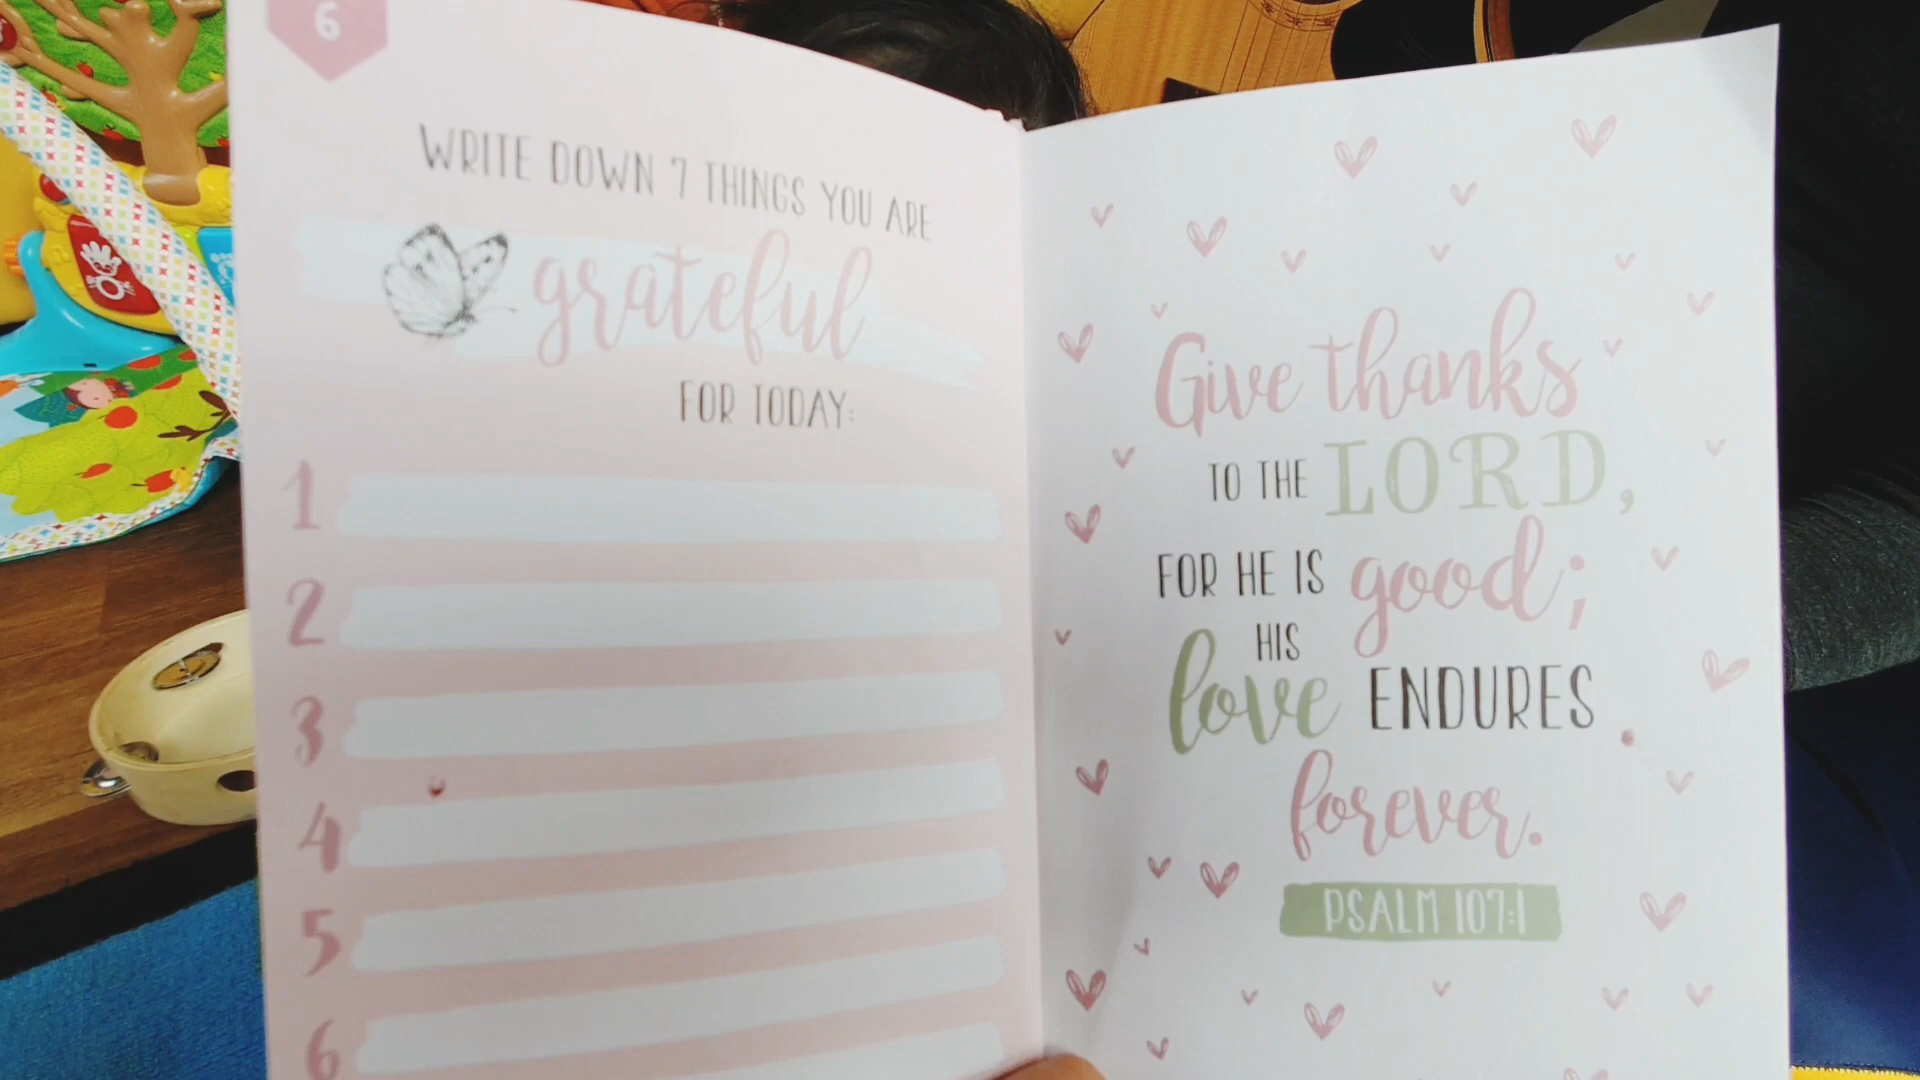 6
WRITE DOWN 7 THINGS YOU ARE
grateful
FOR TODAY:
1
2
3
4
5
6
Give thanks
TO THE LORD,
FOR HE IS good;
HIS
love ENDURES
forever.
PSALM 107:1